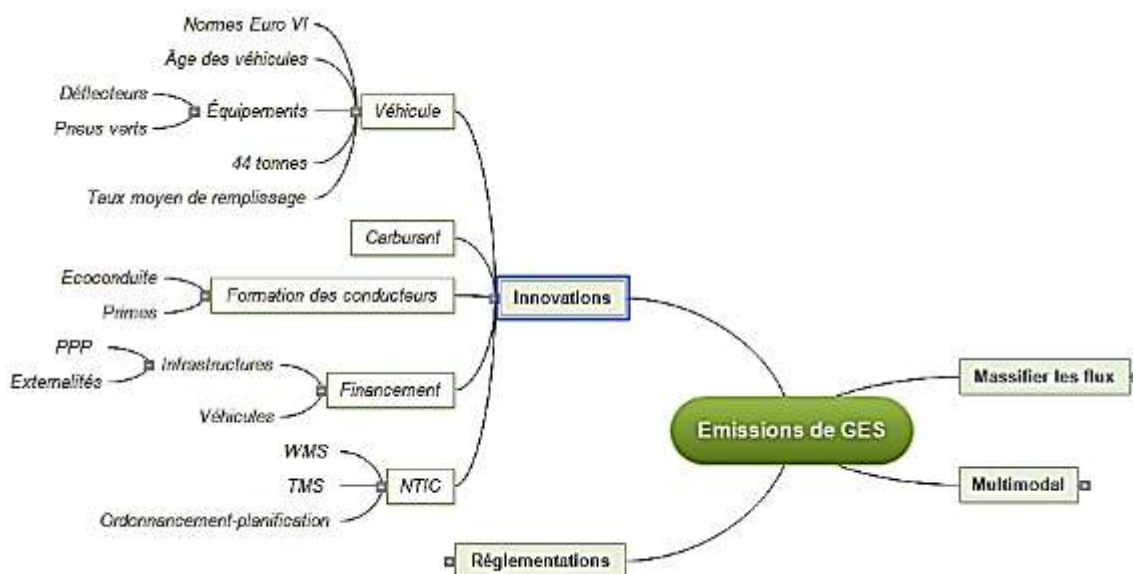 Normes Euro VI
Âge des véhicules
Déflecteurs
Pneus verts
Équipements
44 tonnes
Taux moyen de remplissage
Véhicule
Carburant
Ecoconduite
Primes
Formation des conducteurs
PPP
Externalités
Infrastructures
Véhicules
Financement
WMS
TMS
Ordonnancement-planification
NTIC
Innovations
Réglementations
Emissions de GES
Massifier les flux
Multimodal